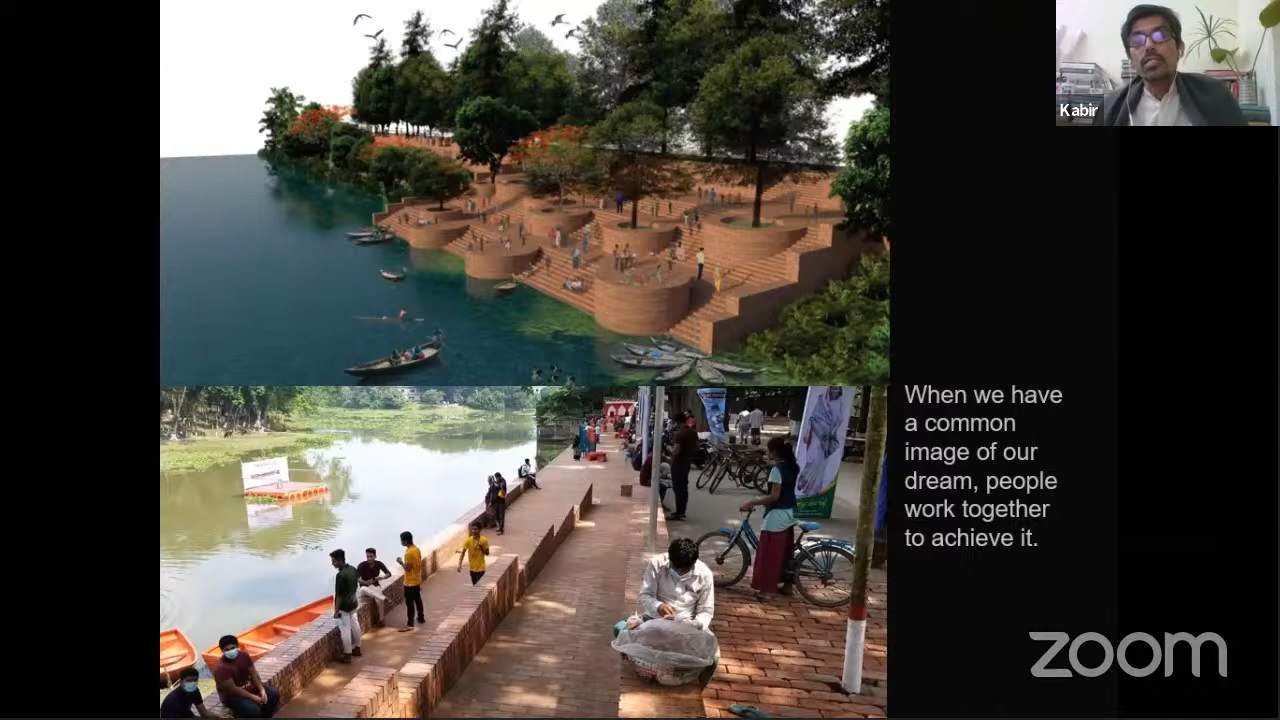 Kabir
When we have
a common
image of our
dream, people
work together
to achieve it.
zoom